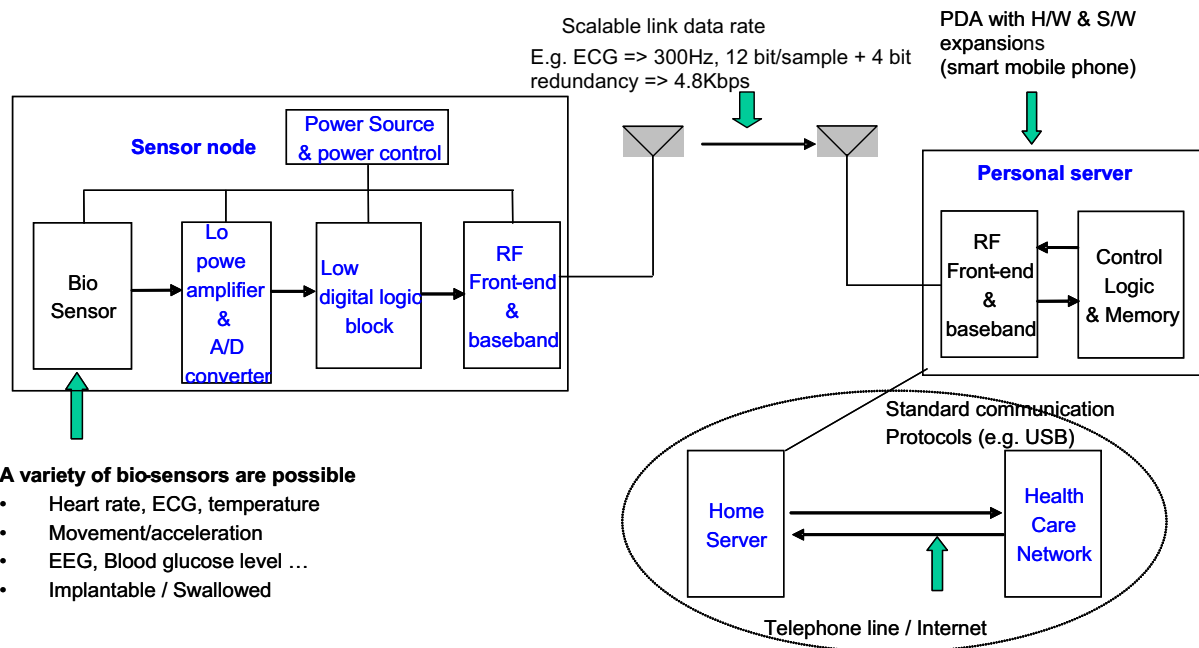 Scalable link data rate
E.g. ECG => 300Hz, 12 bit/sample + 4 bit
redundancy => 4.8Kbps
PDA with H/W & S/W
expansions
(smart mobile phone)
Sensor node
Power Source
& power control
Bio
Sensor
Lo
powe
amplifier
&
A/D
converter
Low
digital logic
block
RF
Front-end
&
baseband
Personal server
RF
Front-end
&
baseband
Control
Logic
& Memory
A variety of bio-sensors are possible
• Heart rate, ECG, temperature
• Movement/acceleration
• EEG, Blood glucose level …
• Implantable / Swallowed
Standard communication
Protocols (e.g. USB)
Home
Server
Health
Care
Network
Telephone line / Internet